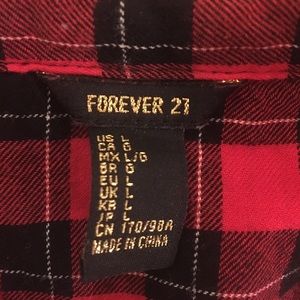 FOREVER 21
US L
CA G
MX L/G
BR G
EU L
UK L
KR L
JP L
CN 170/98A
MADE IN CHINA